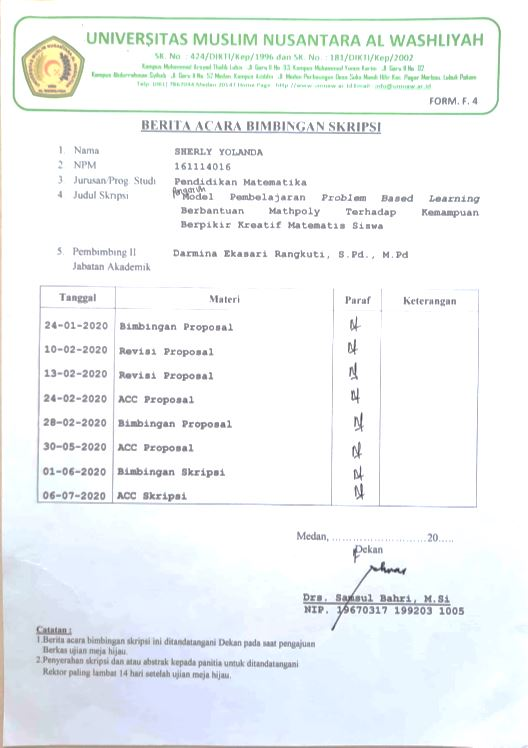 UNIVERSITAS MUSLIM NUSANTARA AL WASHLIYAH
SK. No : 424/DIKTI/Kep/1996 dan SK. No : 181/DIKTI/Kep/2002
FORM. F. 4
BERITA ACARA BIMBINGAN SKRIPSI
1. Nama SHERLY YOLANDA
2 NPM 161114016
3. Jurusan/Prog. Studi Pendidikan Matematika
4 Judul Skripsi Pengaruh Model Pembelajaran Problem Based Learning
Berbantuan Mathpoly Terhadap Kemampuan
Berpikir Kreatif Matematis Siswa
5. Pembimbing II Darmina Ekasari Rangkuti, S.Pd., M.Pd
Jabatan Akademik
Tanggal Materi Paraf Keterangan
24-01-2020 Bimbingan Proposal
10-02-2020 Revisi Proposal
13-02-2020 Revisi Proposal
24-02-2020 ACC Proposal
28-02-2020 Bimbingan Proposal
30-05-2020 ACC Proposal
01-06-2020 Bimbingan Skripsi
06-07-2020 ACC Skripsi
Medan, ........................20.....
Dekan
Drs. Samsul Bahri, M.Si
NIP. 19670317 199203 1005
Catatan :
1.Berita acara bimbingan skripsi ini ditandatangani Dekan pada saat pengajuan
Berkas ujian meja hijau.
2.Penyerahan skripsi dan atau abstrak kepada panitia untuk ditandatangani
Rektor paling lambat 14 hari setelah ujian meja hijau.